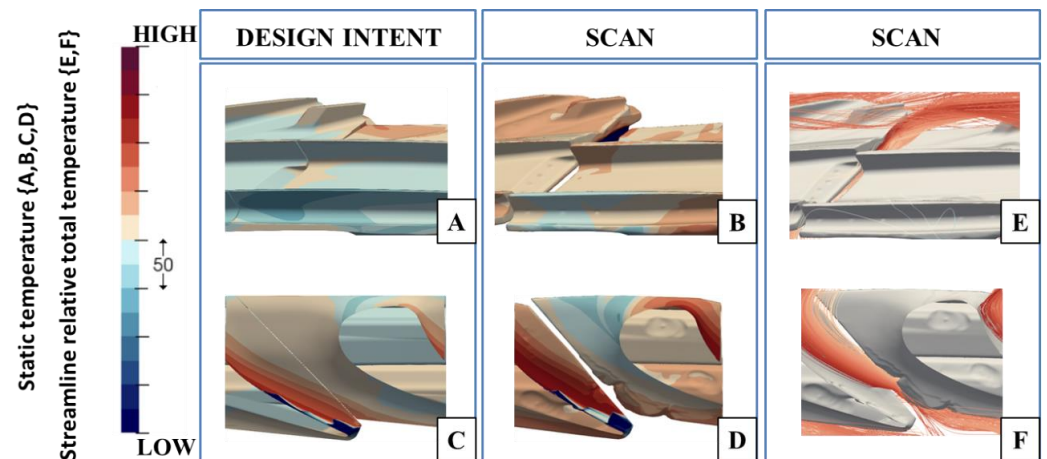 Static temperature {A,B,C,D}
Streamline relative total temperature {E,F}
HIGH
50
LOW
DESIGN INTENT
SCAN
SCAN
A
B
E
C
D
F